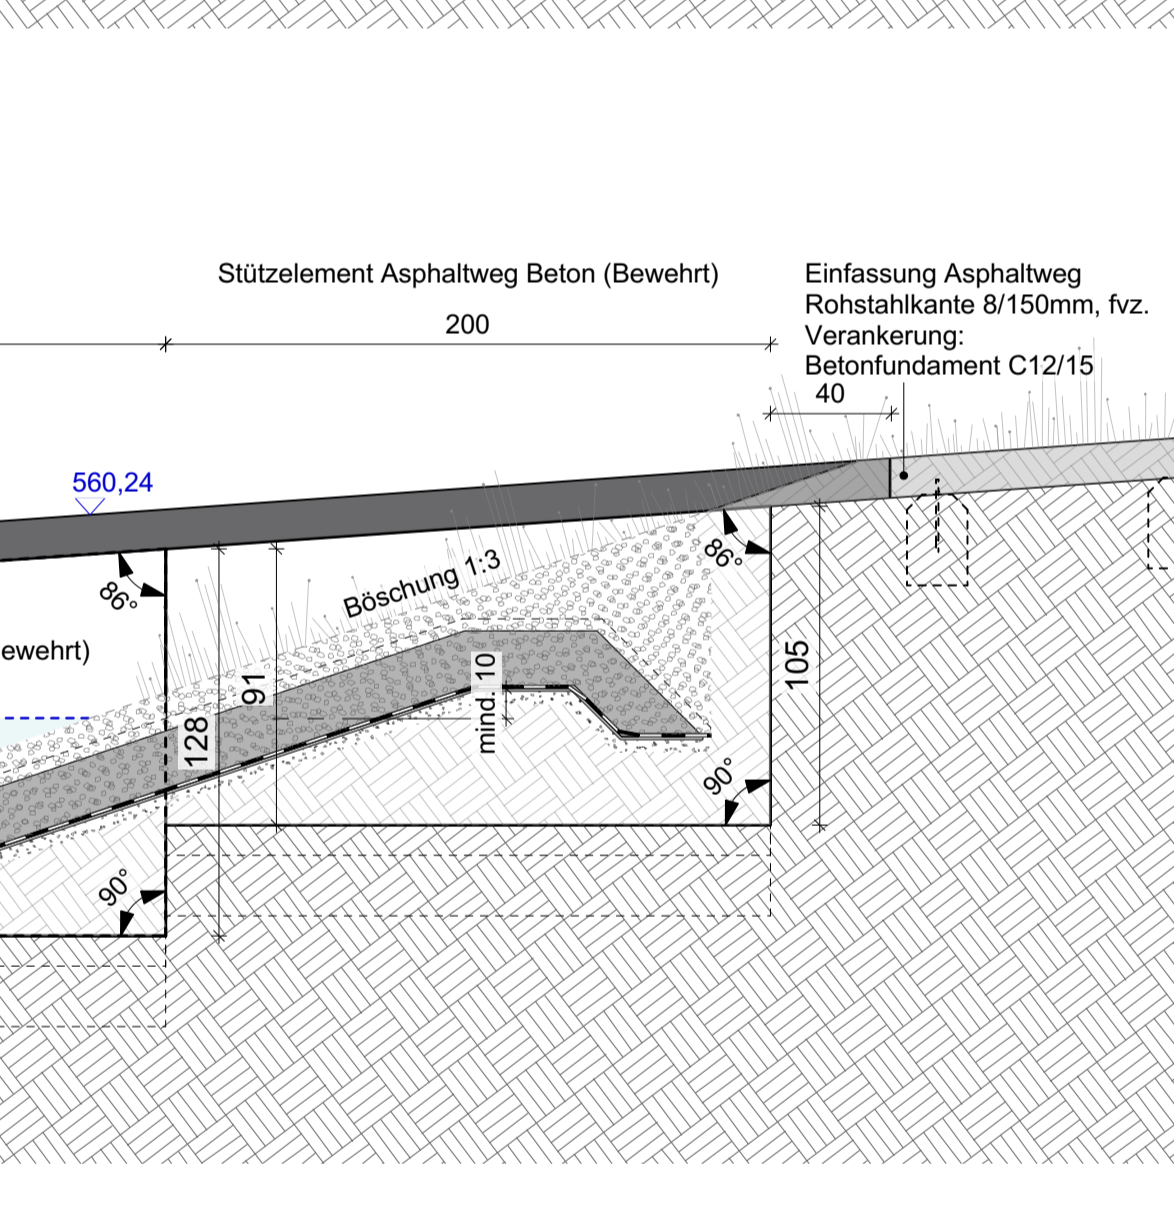 Stützelement Asphaltweg Beton (Bewehrt)
200
Einfassung Asphaltweg
Rohstahlkante 8/150mm, fvz.
Verankerung:
Betonfundament C12/15
40
560,24
86°
Böschung 1:3
86°
ewehrt)
91
128
mind. 10
105
90°
90°